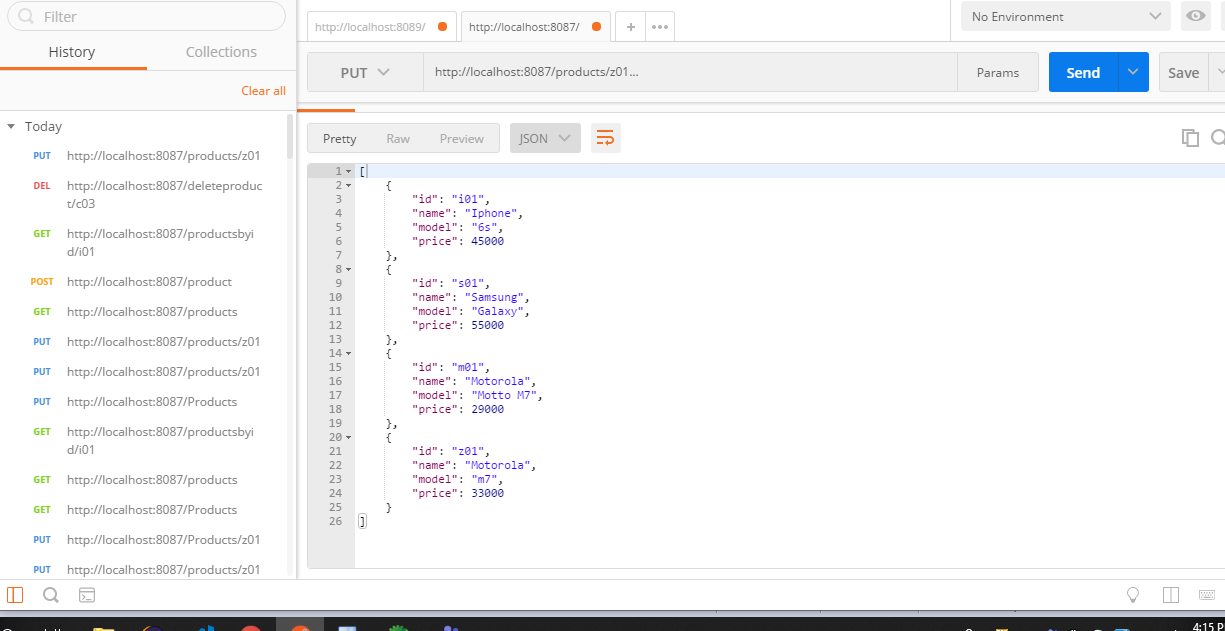 Filter
History Collections
Clear all
Today
PUT http://localhost:8087/products/z01
DEL http://localhost:8087/deleteproduc
t/c03
GET http://localhost:8087/productsbyi
d/i01
POST http://localhost:8087/product
GET http://localhost:8087/products
PUT http://localhost:8087/products/z01
PUT http://localhost:8087/products/z01
PUT http://localhost:8087/Products
GET http://localhost:8087/productsbyi
d/i01
GET http://localhost:8087/products
GET http://localhost:8087/Products
PUT http://localhost:8087/Products/z01
PUT http://localhost:8087/products/z01
http://localhost:8089/ http://localhost:8087/ + •••
No Environment
PUT http://localhost:8087/products/z01... Params Send Save
Pretty Raw Preview JSON
1 [
2 {
3 "id": "i01",
4 "name": "Iphone",
5 "model": "6s",
6 "price": 45000
7 },
8 {
9 "id": "s01",
10 "name": "Samsung",
11 "model": "Galaxy",
12 "price": 55000
13 },
14 {
15 "id": "m01",
16 "name": "Motorola",
17 "model": "Motto M7",
18 "price": 29000
19 },
20 {
21 "id": "z01",
22 "name": "Motorola",
23 "model": "m7",
24 "price": 33000
25 }
26 ]
4:15 P